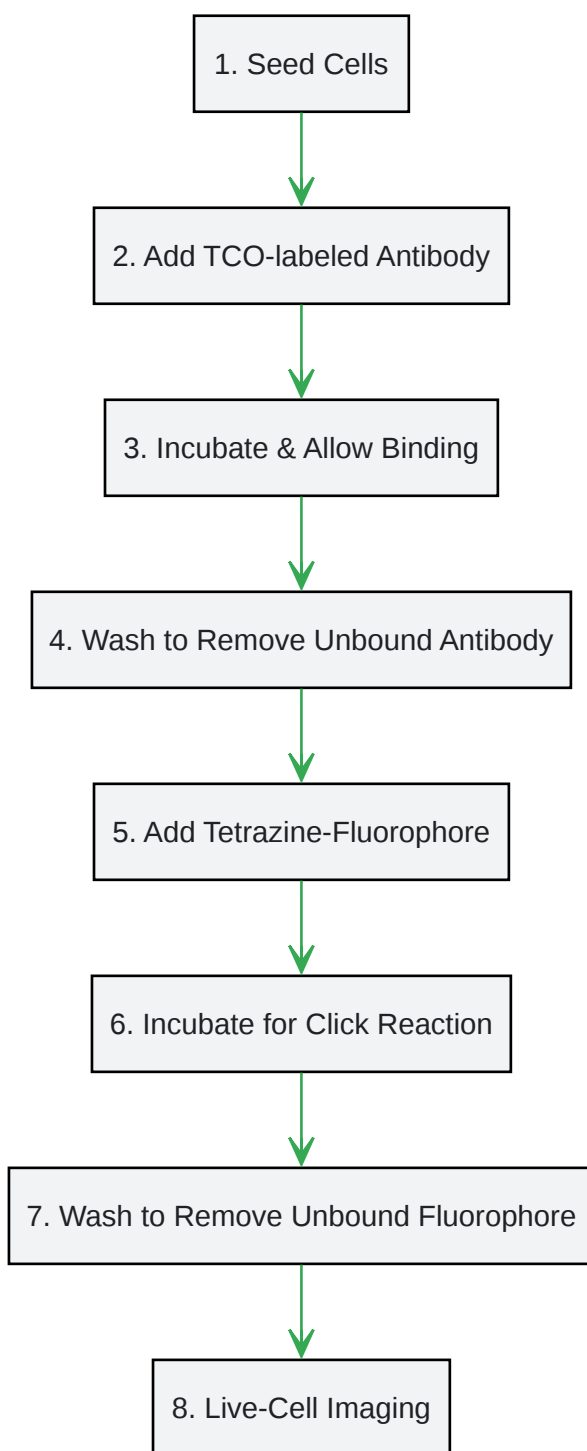 1. Seed Cells
2. Add TCO-labeled Antibody
3. Incubate & Allow Binding
4. Wash to Remove Unbound Antibody
5. Add Tetrazine-Fluorophore
6. Incubate for Click Reaction
7. Wash to Remove Unbound Fluorophore
8. Live-Cell Imaging